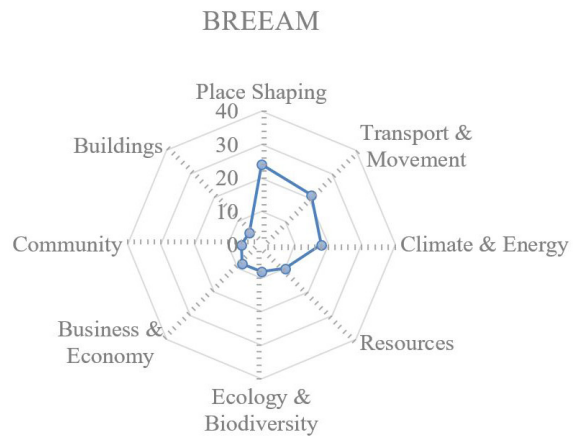 BREEAM
Place Shaping
40
30
20
10
0
Transport &
Movement
Climate & Energy
Resources
Ecology &
Biodiversity
Business &
Economy
Community
Buildings